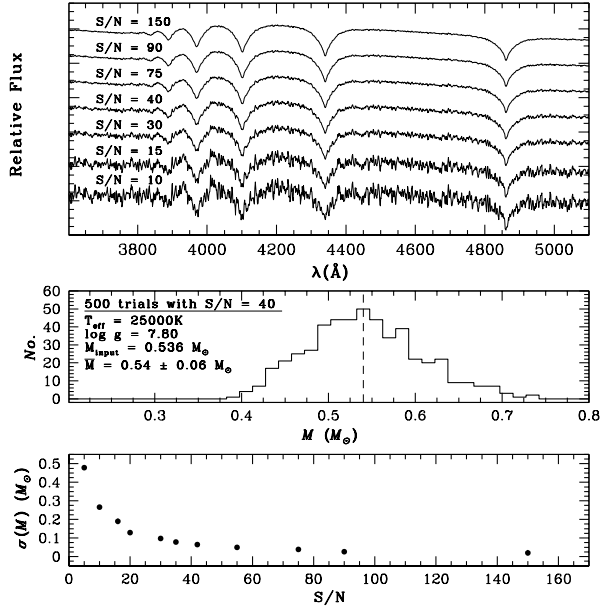 S/N = 150
S/N = 90
S/N = 75
S/N = 40
S/N = 30
S/N = 15
S/N = 10
Relative Flux
3800 4000 4200 4400 4600 4800 5000
λ(Å)
60
50
40
30
20
10
0
No.
500 trials with S/N = 40
T_eff = 25000K
log g = 7.80
M_input = 0.536 M_⊙
M̅ = 0.54 ± 0.06 M_⊙
0.3 0.4 0.5 0.6 0.7 0.8
M (M_⊙)
0.5
0.4
0.3
0.2
0.1
0
σ(M) (M_⊙)
0 20 40 60 80 100 120 140 160
S/N